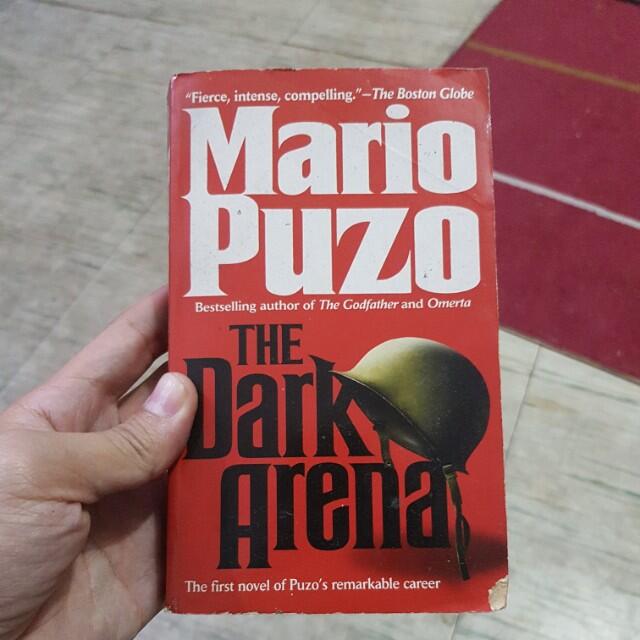 "Fierce, intense, compelling."—The Boston Globe
Mario
Puzo
Bestselling author of The Godfather and Omerta
THE
Dark
Arena
The first novel of Puzo's remarkable career